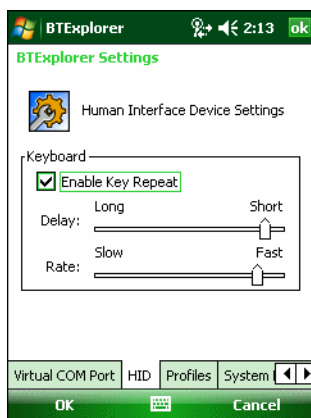 BTExplorer 2:13 ok
BTExplorer Settings
Human Interface Device Settings
Keyboard
Enable Key Repeat
Long Short
Delay:
Slow Fast
Rate:
Virtual COM Port HID Profiles System
OK Cancel